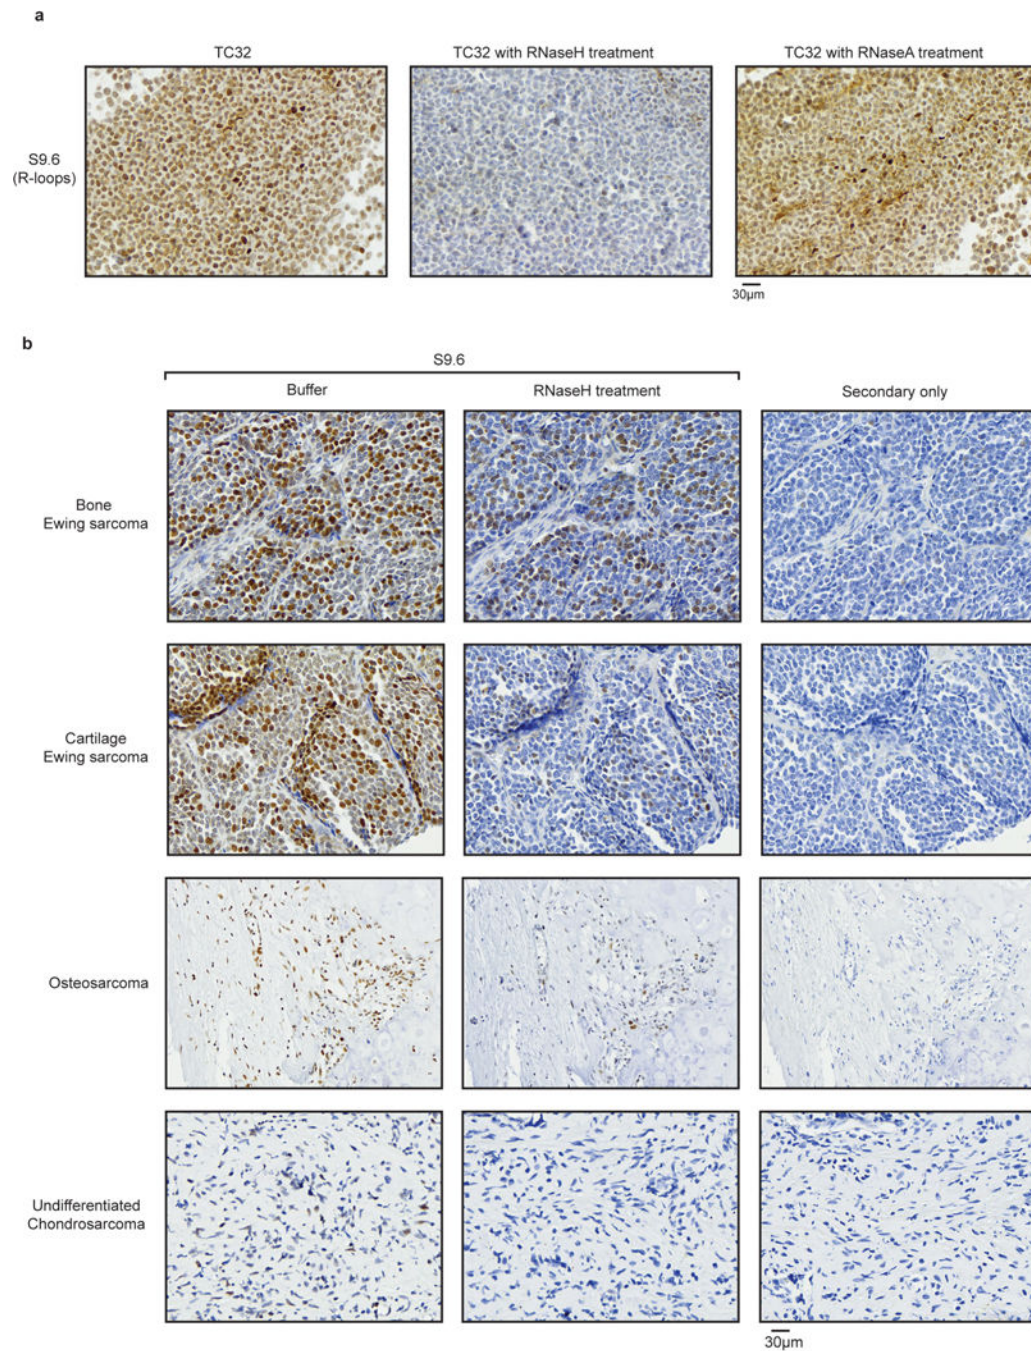 a
TC32
TC32 with RNaseH treatment
TC32 with RNaseA treatment
S9.6
(R-loops)
30µm
b
S9.6
Buffer
RNaseH treatment
Secondary only
Bone
Ewing sarcoma
Cartilage
Ewing sarcoma
Osteosarcoma
Undifferentiated
Chondrosarcoma
30µm